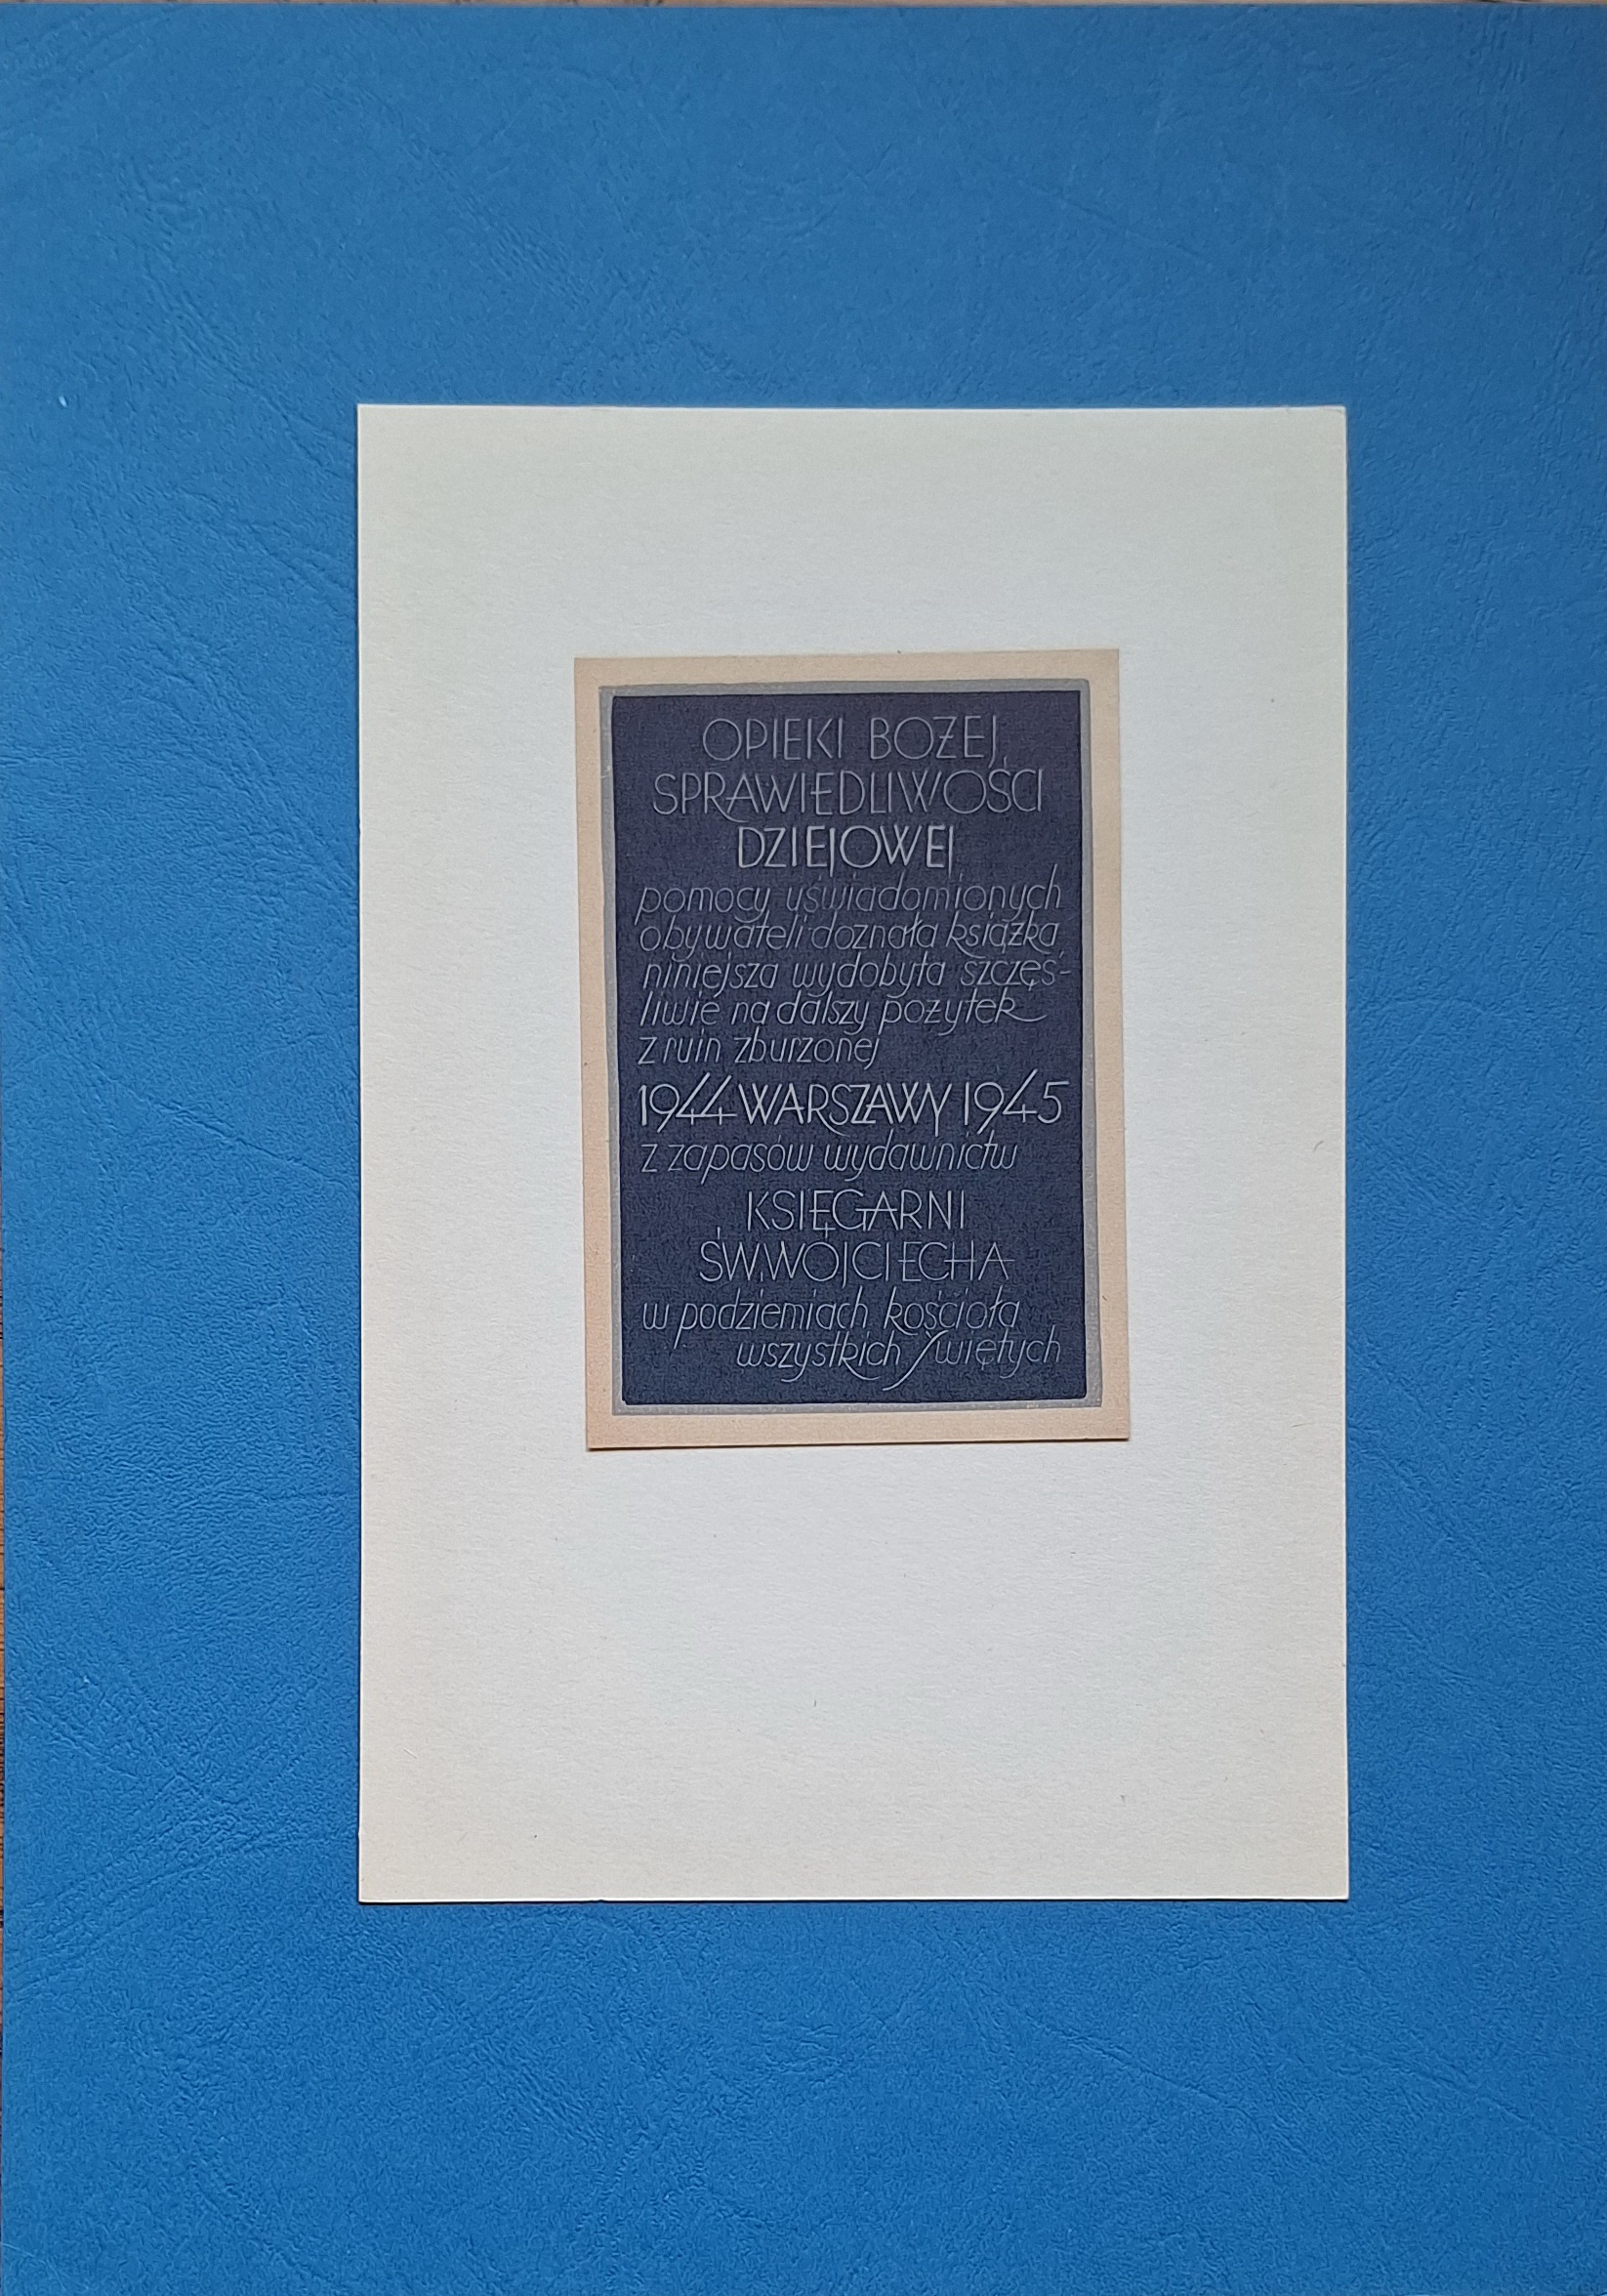 OPIEKI BOŻEJ,
SPRAWIEDLIWOŚCI
DZIEJOWEJ
pomocy uświadomionych
obywateli doznała książka
niniejsza wydobyta szczęś-
liwie na dalszy pożytek
z ruin zburzonej
1944 WARSZAWY 1945
z zapasów wydawnictw
KSIĘGARNI
ŚW. WOJCIECHA
w podziemiach kościoła
wszystkich Świętych